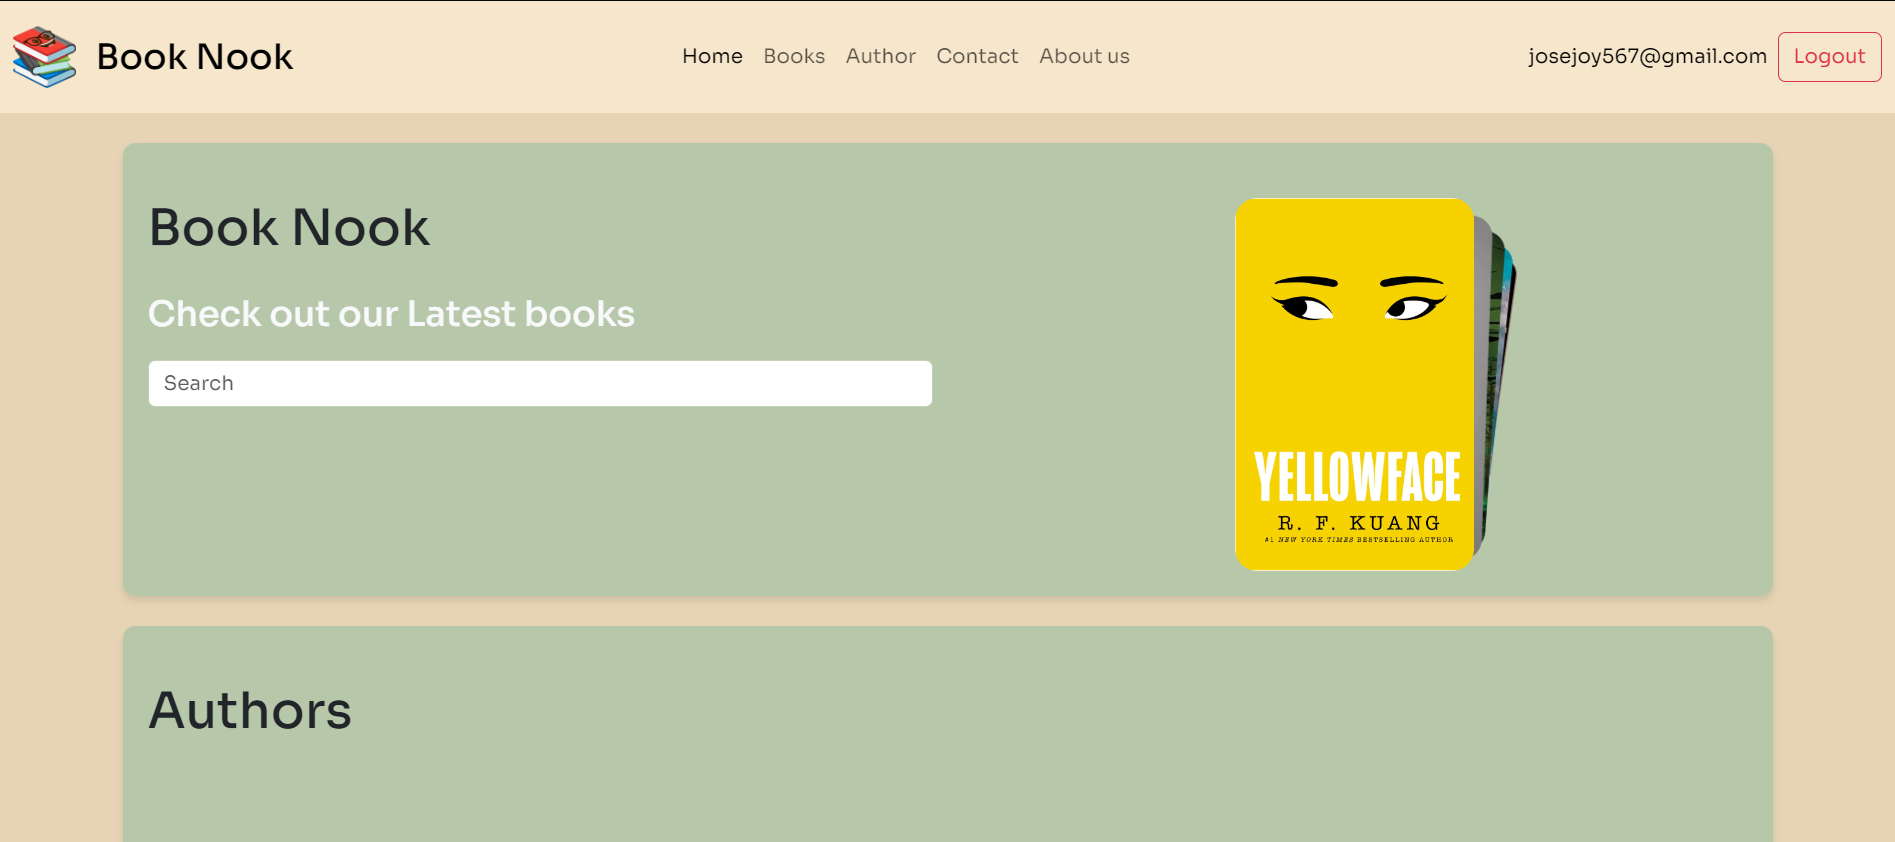 Book Nook
Home Books Author Contact About us
josejoy567@gmail.com Logout
Book Nook
Check out our Latest books
Search
YELLOWFACE
R. F. KUANG
#1 NEW YORK TIMES BESTSELLING AUTHOR
Authors